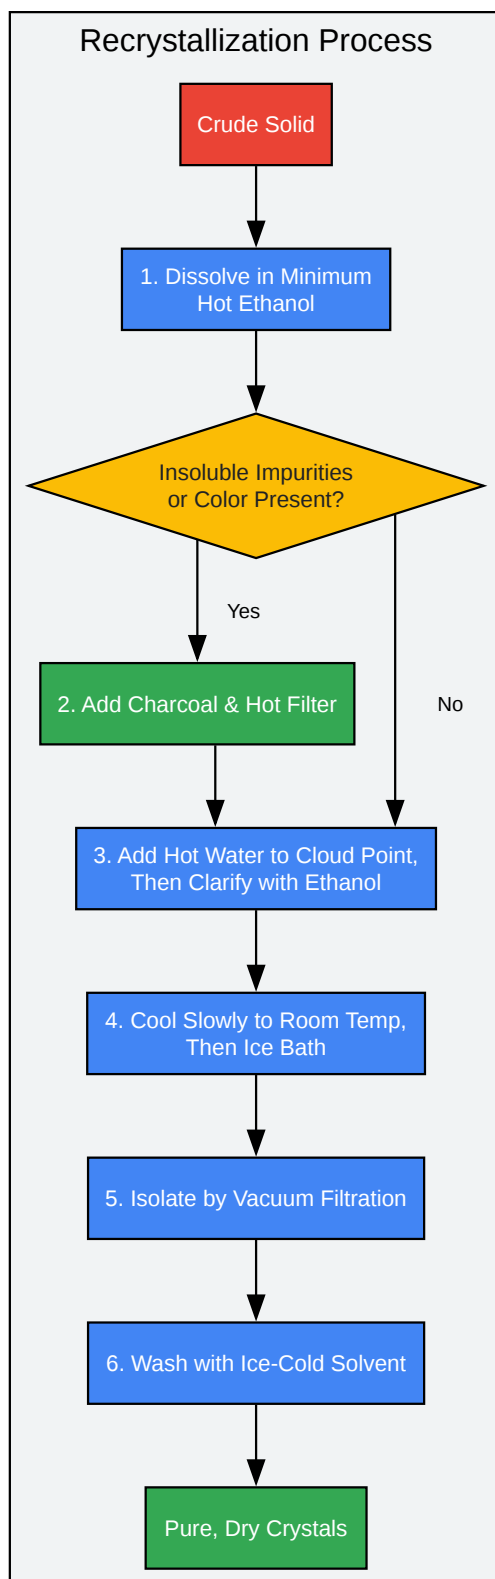 Recrystallization Process
Crude Solid
1. Dissolve in Minimum
Hot Ethanol
Insoluble Impurities
or Color Present?
Yes
2. Add Charcoal & Hot Filter
No
3. Add Hot Water to Cloud Point,
Then Clarify with Ethanol
4. Cool Slowly to Room Temp,
Then Ice Bath
5. Isolate by Vacuum Filtration
6. Wash with Ice-Cold Solvent
Pure, Dry Crystals